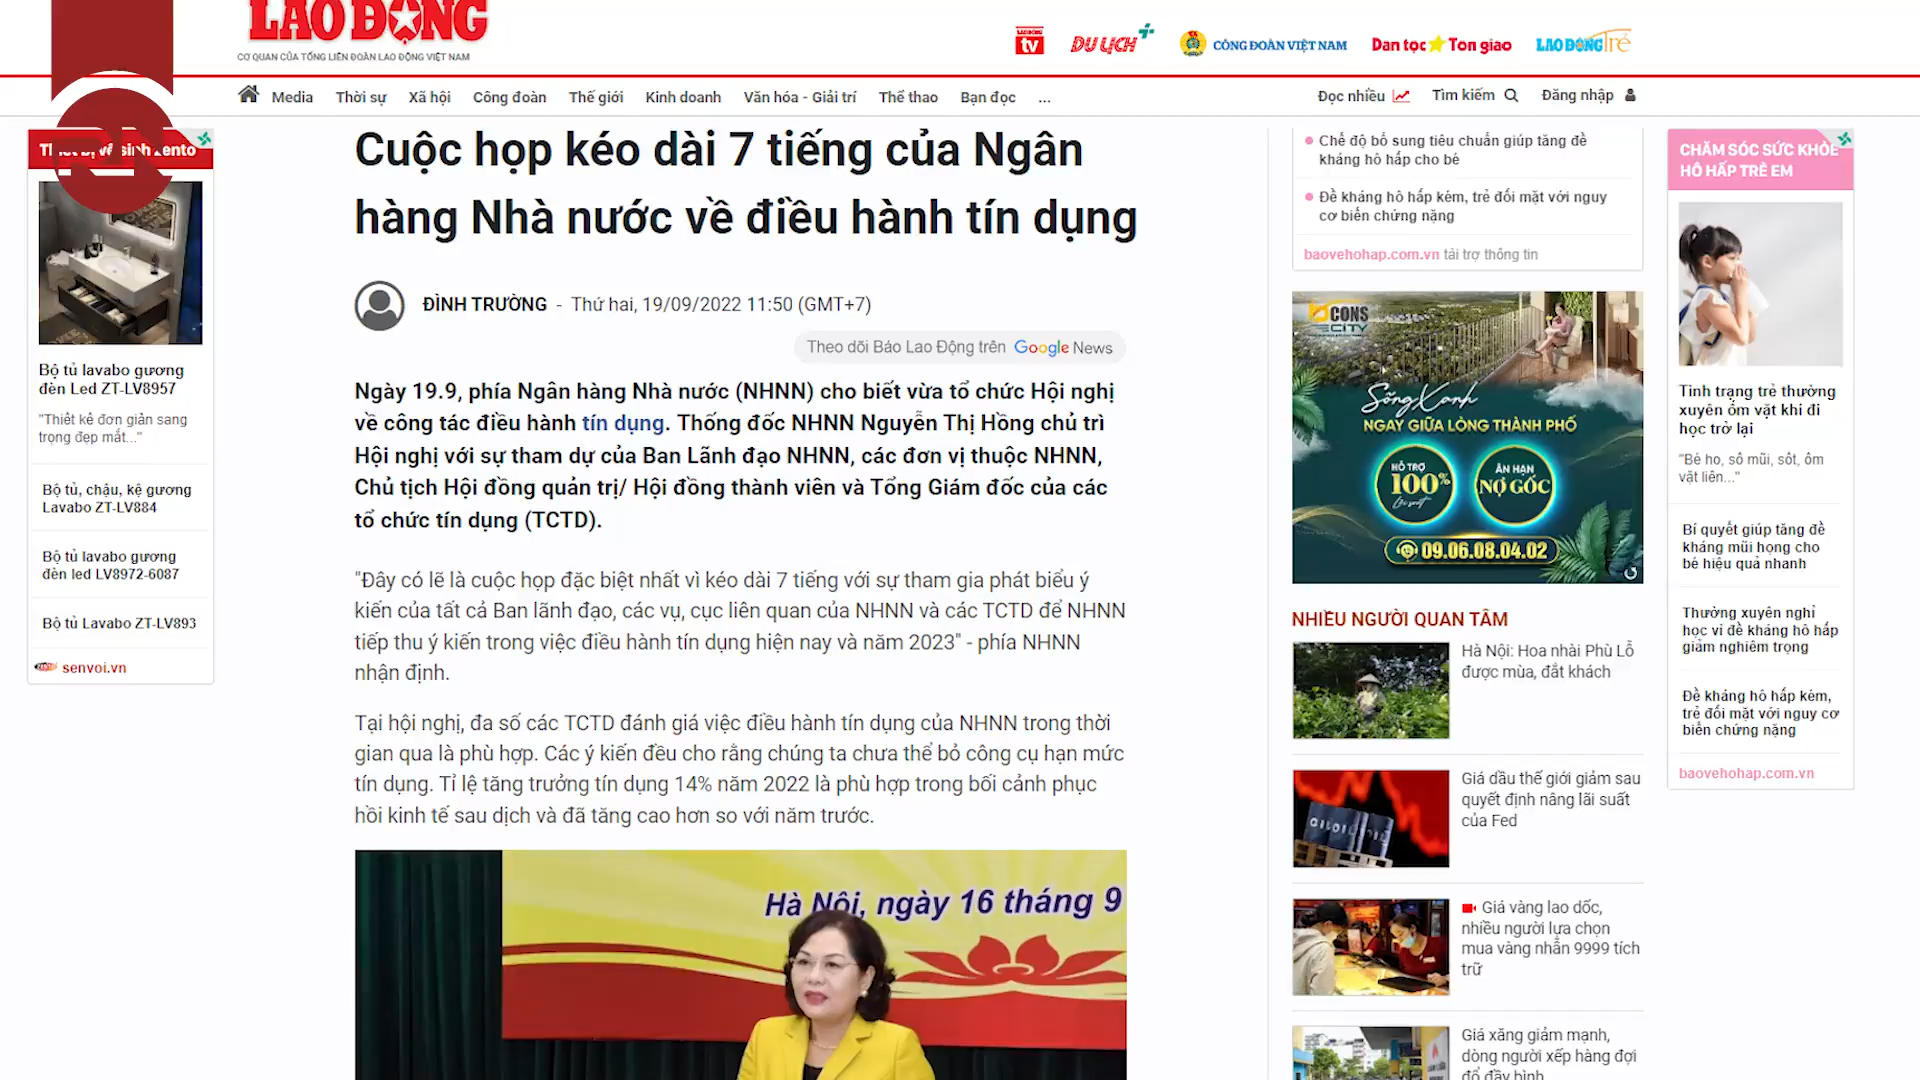 LAO ĐỘNG
CƠ QUAN CỦA TỔNG LIÊN ĐOÀN LAO ĐỘNG VIỆT NAM
tv
DU LỊCH
CÔNG ĐOÀN VIỆT NAM
Dan tọc Ton giao
LAO ĐỘNG Trẻ
Media
Thời sự
Xã hội
Công đoàn
Thế giới
Kinh doanh
Văn hóa - Giải trí
Thể thao
Bạn đọc
...
Đọc nhiều
Tìm kiếm
Đăng nhập
RN
Thiết bị vệ sinh Zento
Bộ tủ lavabo gương
đèn Led ZT-LV8957
"Thiết kế đơn giản sang
trọng đẹp mắt..."
Bộ tủ, chậu, kệ gương
Lavabo ZT-LV884
Bộ tủ lavabo gương
đèn led LV8972-6087
Bộ tủ Lavabo ZT-LV893
senvoi.vn
Cuộc họp kéo dài 7 tiếng của Ngân
hàng Nhà nước về điều hành tín dụng
ĐÌNH TRƯỜNG - Thứ hai, 19/09/2022 11:50 (GMT+7)
Theo dõi Báo Lao Động trên Google News
Ngày 19.9, phía Ngân hàng Nhà nước (NHNN) cho biết vừa tổ chức Hội nghị
về công tác điều hành tín dụng. Thống đốc NHNN Nguyễn Thị Hồng chủ trì
Hội nghị với sự tham dự của Ban Lãnh đạo NHNN, các đơn vị thuộc NHNN,
Chủ tịch Hội đồng quản trị/ Hội đồng thành viên và Tổng Giám đốc của các
tổ chức tín dụng (TCTD).
"Đây có lẽ là cuộc họp đặc biệt nhất vì kéo dài 7 tiếng với sự tham gia phát biểu ý
kiến của tất cả Ban lãnh đạo, các vụ, cục liên quan của NHNN và các TCTD để NHNN
tiếp thu ý kiến trong việc điều hành tín dụng hiện nay và năm 2023" - phía NHNN
nhận định.
Tại hội nghị, đa số các TCTD đánh giá việc điều hành tín dụng của NHNN trong thời
gian qua là phù hợp. Các ý kiến đều cho rằng chúng ta chưa thể bỏ công cụ hạn mức
tín dụng. Tỉ lệ tăng trưởng tín dụng 14% năm 2022 là phù hợp trong bối cảnh phục
hồi kinh tế sau dịch và đã tăng cao hơn so với năm trước.
Hà Nội, ngày 16 tháng 9
Chế độ bổ sung tiêu chuẩn giúp tăng đề
kháng hô hấp cho bé
Đề kháng hô hấp kém, trẻ đối mặt với nguy
cơ biến chứng nặng
baovehohap.com.vn tài trợ thông tin
CONS
CITY
Sống Xanh
NGAY GIỮA LÒNG THÀNH PHỐ
HỖ TRỢ
100%
Lãi suất
ÂN HẠN
NỢ GỐC
09.06.08.04.02
NHIỀU NGƯỜI QUAN TÂM
Hà Nội: Hoa nhài Phù Lỗ
được mùa, đắt khách
Giá dầu thế giới giảm sau
quyết định nâng lãi suất
của Fed
OIL
Giá vàng lao dốc,
nhiều người lựa chọn
mua vàng nhẫn 9999 tích
trữ
Giá xăng giảm mạnh,
dòng người xếp hàng đợi
đổ đầy bình
CHĂM SÓC SỨC KHỎE
HÔ HẤP TRẺ EM
Tình trạng trẻ thường
xuyên ốm vặt khi đi
học trở lại
"Bé ho, sổ mũi, sốt, ốm
vặt liên..."
Bí quyết giúp tăng đề
kháng mũi họng cho
bé hiệu quả nhanh
Thường xuyên nghỉ
học vì đề kháng hô hấp
giảm nghiêm trọng
Đề kháng hô hấp kém,
trẻ đối mặt với nguy cơ
biến chứng nặng
baovehohap.com.vn